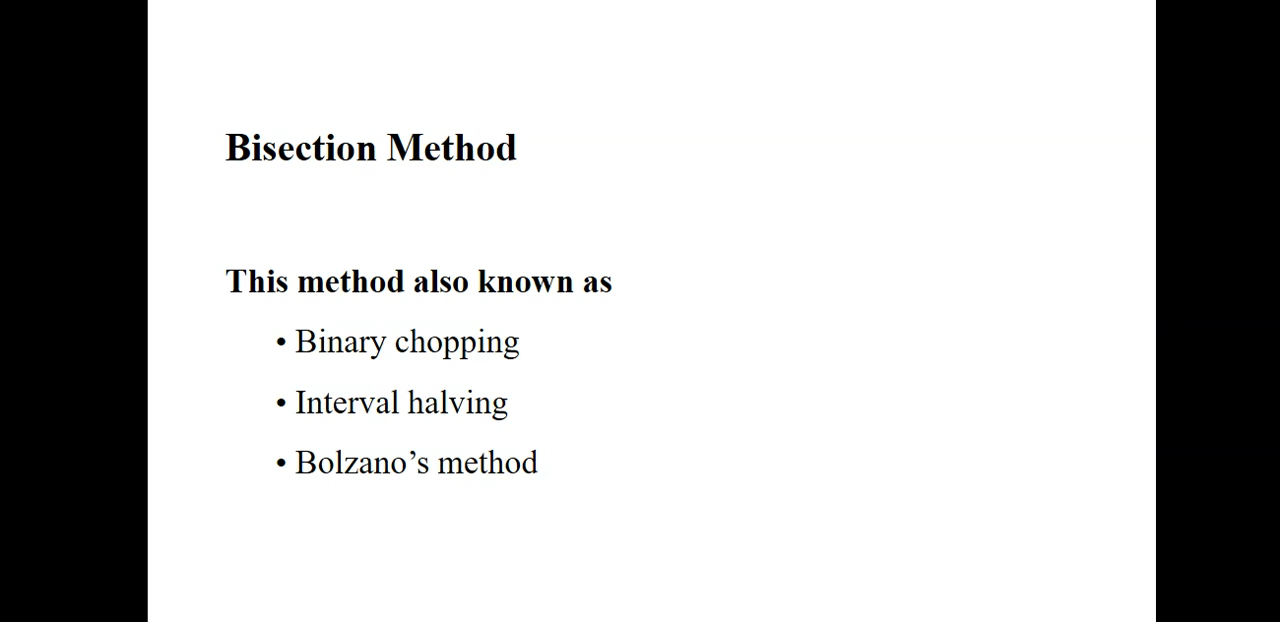 Bisection Method
This method also known as
• Binary chopping
• Interval halving
• Bolzano’s method